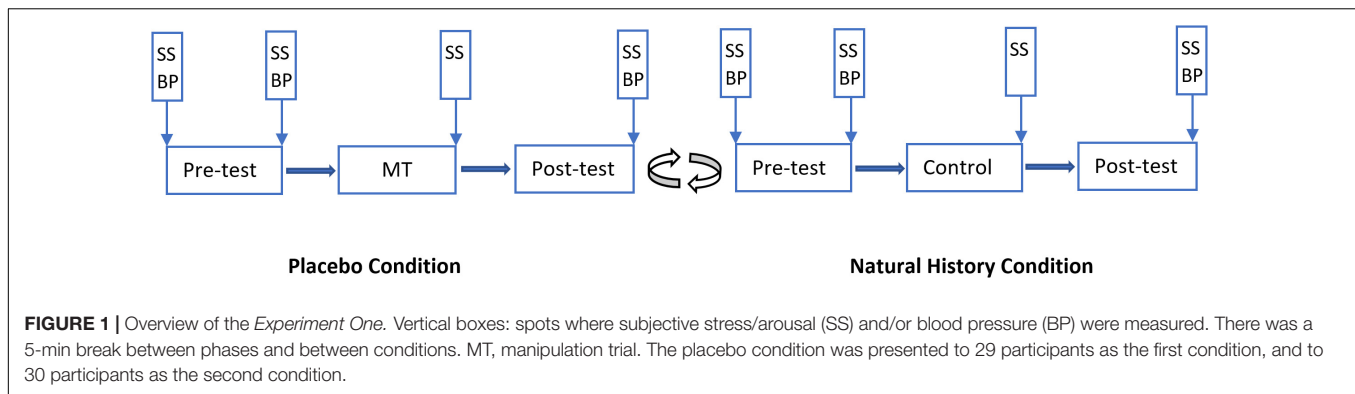 SS SS SS SS SS SS SS SS
BP BP BP BP BP BP
Pre-test MT Post-test Pre-test Control Post-test
Placebo Condition Natural History Condition
FIGURE 1 | Overview of the Experiment One. Vertical boxes: spots where subjective stress/arousal (SS) and/or blood pressure (BP) were measured. There was a
5-min break between phases and between conditions. MT, manipulation trial. The placebo condition was presented to 29 participants as the first condition, and to
30 participants as the second condition.